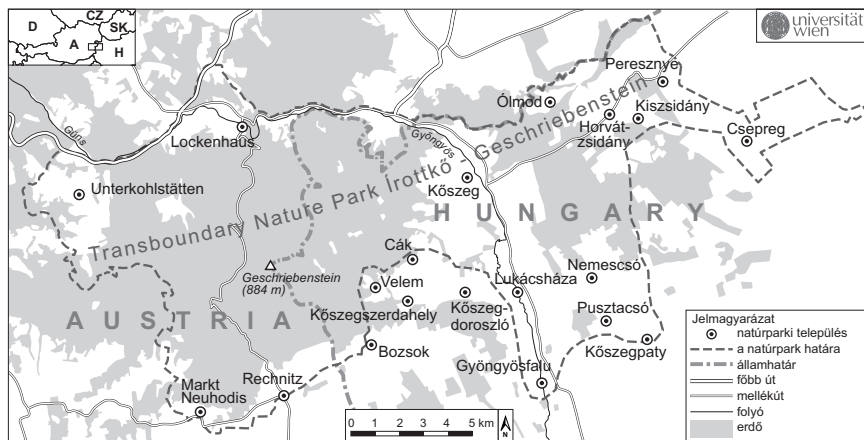 D
CZ
SK
A
H
universität
wien
Peresznye
Ólmod
Kiszsidány
Horvát-
zsidány
Csepreg
Güns
Lockenhaus
Gyöngyös
Unterkohlstätten
Kőszeg
Transboundary Nature Park Írottkő - Geschriebenstein
HUNGARY
Cák
Geschriebenstein
(884 m)
Velem
Lukácsháza
Nemescsó
AUSTRIA
Kőszegszerdahely
Kőszeg-
doroszló
Pusztacsó
Bozsok
Kőszegpaty
Gyöngyösfalu
Rechnitz
Markt
Neuhodis
0 1 2 3 4 5 km
N
Jelmagyarázat
natúrparki település
a natúrpark határa
államhatár
főbb út
mellékút
folyó
erdő